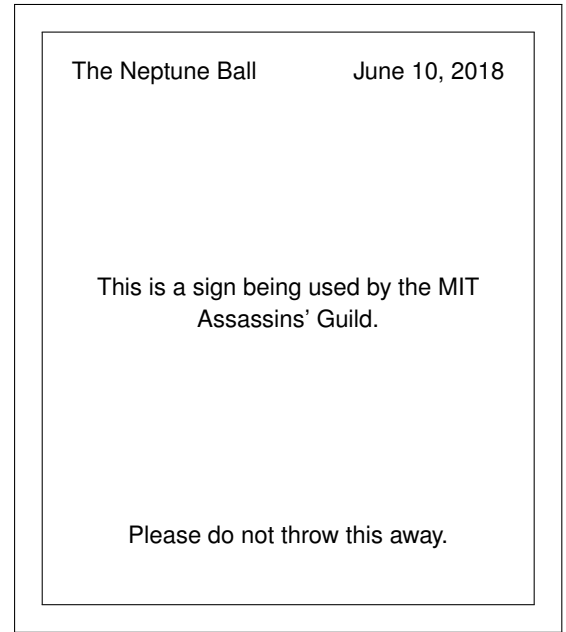 The Neptune Ball June 10, 2018
This is a sign being used by the MIT
Assassins’ Guild.
Please do not throw this away.